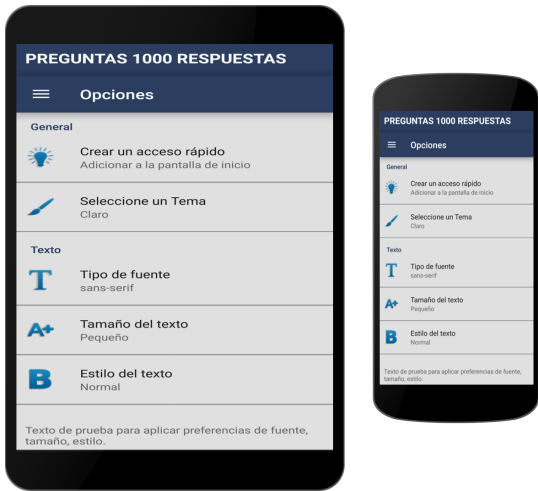 PREGUNTAS 1000 RESPUESTAS
Opciones
General
Crear un acceso rápido
Adicionar a la pantalla de inicio
Seleccione un Tema
Claro
Texto
T
Tipo de fuente
sans-serif
A+
Tamaño del texto
Pequeño
B
Estilo del texto
Normal
Texto de prueba para aplicar preferencias de fuente,
tamaño, estilo.
PREGUNTAS 1000 RESPUESTAS
Opciones
General
Crear un acceso rápido
Adicionar a la pantalla de inicio
Seleccione un Tema
Claro
Texto
T
Tipo de fuente
sans-serif
A+
Tamaño del texto
Pequeño
B
Estilo del texto
Normal
Texto de prueba para aplicar preferencias de fuente,
tamaño, estilo.